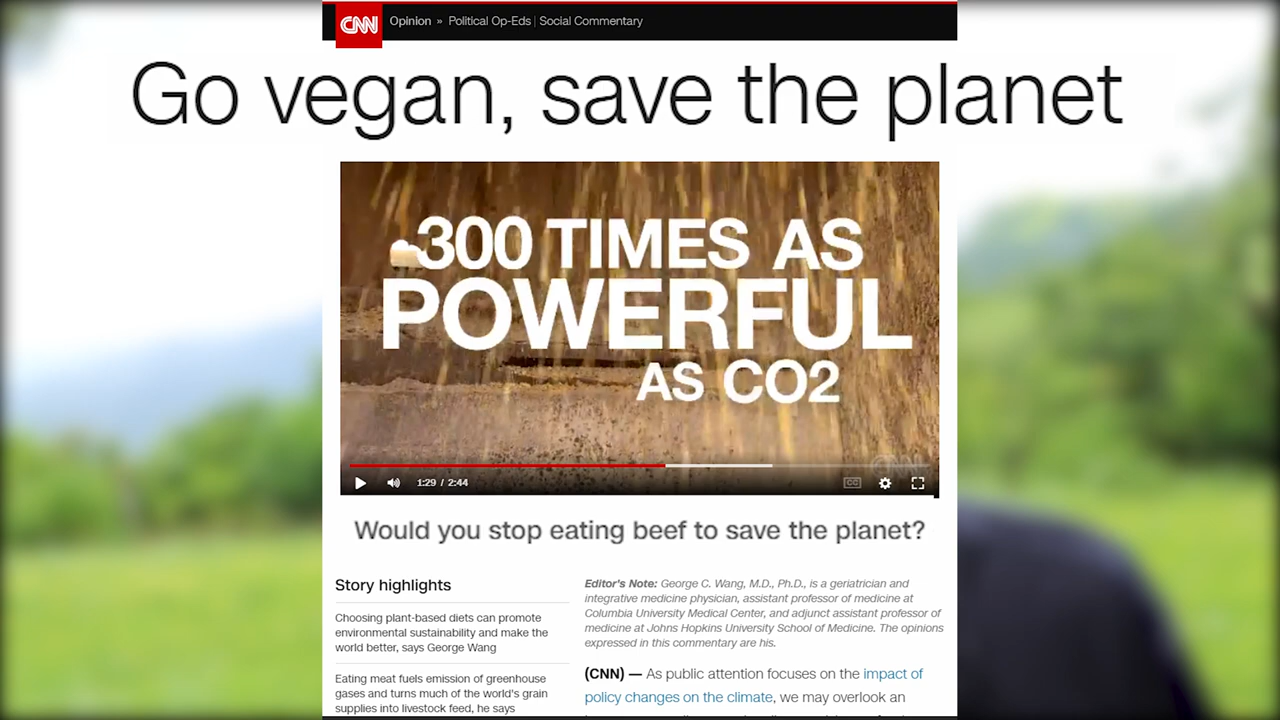 CNN
Opinion » Political Op-Eds | Social Commentary
Go vegan, save the planet
300 TIMES AS
POWERFUL
AS CO2
1:29 / 2:44
CC
Would you stop eating beef to save the planet?
Story highlights
Choosing plant-based diets can promote
environmental sustainability and make the
world better, says George Wang
Eating meat fuels emission of greenhouse
gases and turns much of the world's grain
supplies into livestock feed, he says
Editor's Note: George C. Wang, M.D., Ph.D., is a geriatrician and
integrative medicine physician, assistant professor of medicine at
Columbia University Medical Center, and adjunct assistant professor of
medicine at Johns Hopkins University School of Medicine. The opinions
expressed in this commentary are his.
(CNN) — As public attention focuses on the impact of
policy changes on the climate, we may overlook an